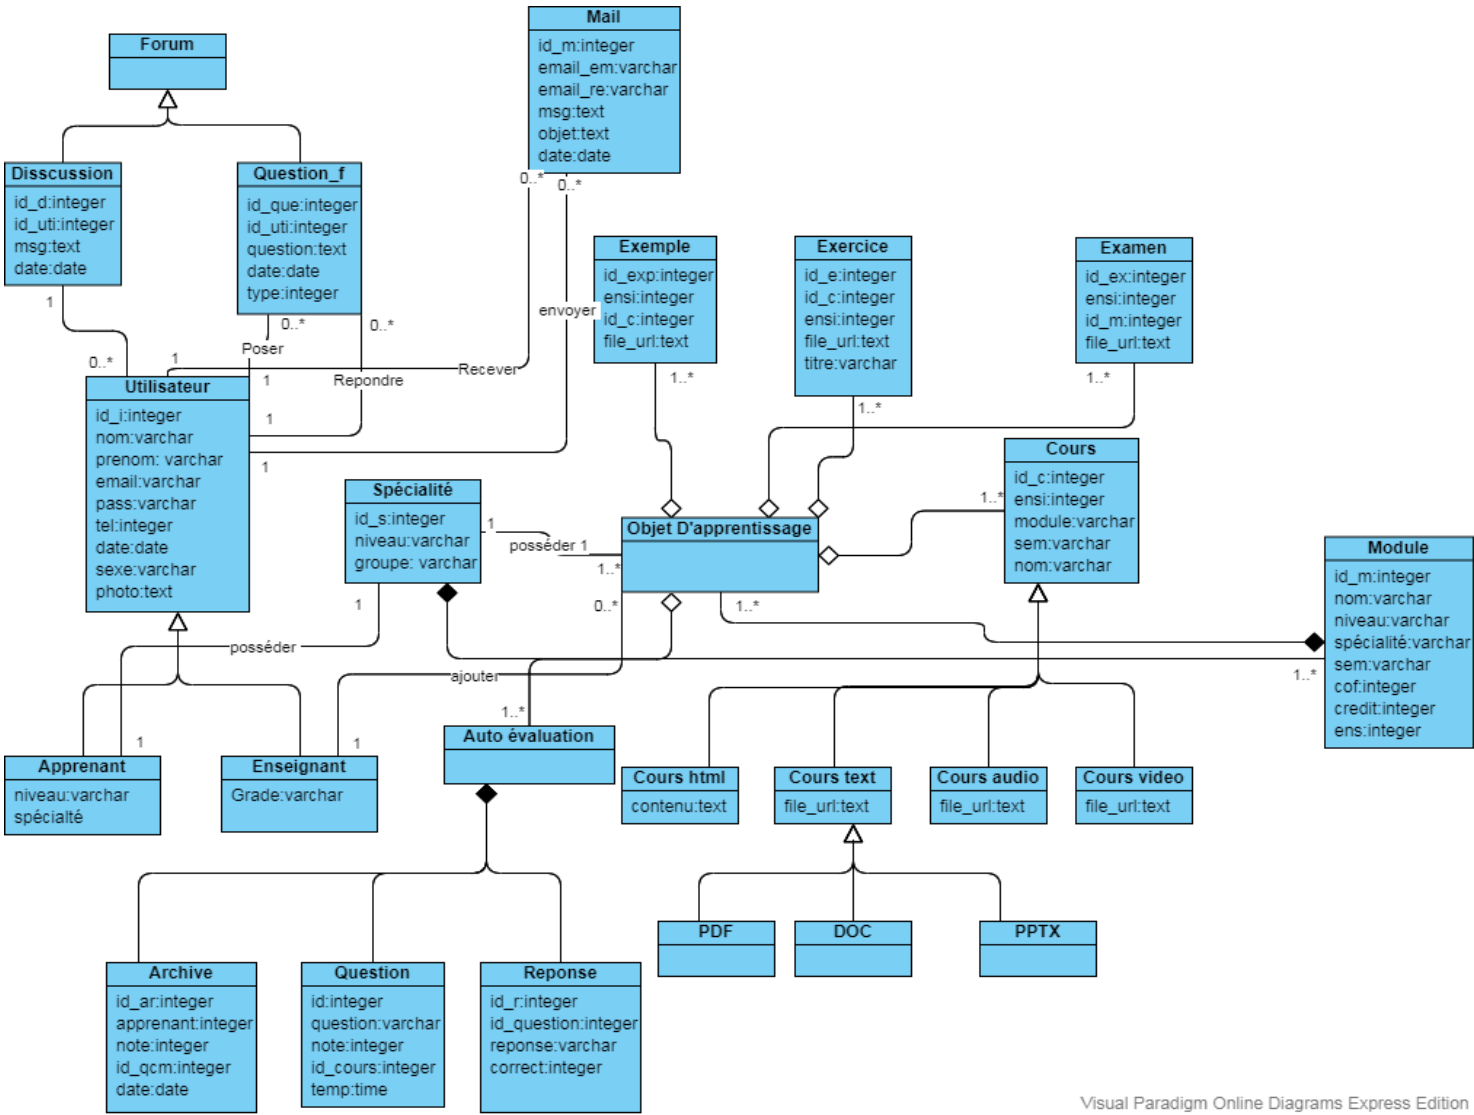 Forum
Mail
id_m:integer
email_em:varchar
email_re:varchar
msg:text
objet:text
date:date
0..*
0..*
Disscussion
id_d:integer
id_uti:integer
msg:text
date:date
1
0..*
Question_f
id_que:integer
id_uti:integer
question:text
date:date
type:integer
0..*
0..*
Poser
Repondre
1
Recever
envoyer
1
1
1
Exemple
id_exp:integer
ensi:integer
id_c:integer
file_url:text
1..*
Exercice
id_e:integer
id_c:integer
ensi:integer
file_url:text
titre:varchar
1..*
Examen
id_ex:integer
ensi:integer
id_m:integer
file_url:text
1..*
Utilisateur
id_i:integer
nom:varchar
prenom: varchar
email:varchar
pass:varchar
tel:integer
date:date
sexe:varchar
photo:text
Spécialité
id_s:integer
niveau:varchar
groupe: varchar
1
posséder 1
1..*
Objet D'apprentissage
0..*
1..*
Cours
id_c:integer
ensi:integer
module:varchar
sem:varchar
nom:varchar
1..*
Module
id_m:integer
nom:varchar
niveau:varchar
spécialité:varchar
sem:varchar
cof:integer
credit:integer
ens:integer
1..*
1
posséder
ajouter
1..*
1
1
Apprenant
niveau:varchar
spécialté
Enseignant
Grade:varchar
Auto évaluation
Cours html
contenu:text
Cours text
file_url:text
Cours audio
file_url:text
Cours video
file_url:text
PDF
DOC
PPTX
Archive
id_ar:integer
apprenant:integer
note:integer
id_qcm:integer
date:date
Question
id:integer
question:varchar
note:integer
id_cours:integer
temp:time
Reponse
id_r:integer
id_question:integer
reponse:varchar
correct:integer
Visual Paradigm Online Diagrams Express Edition